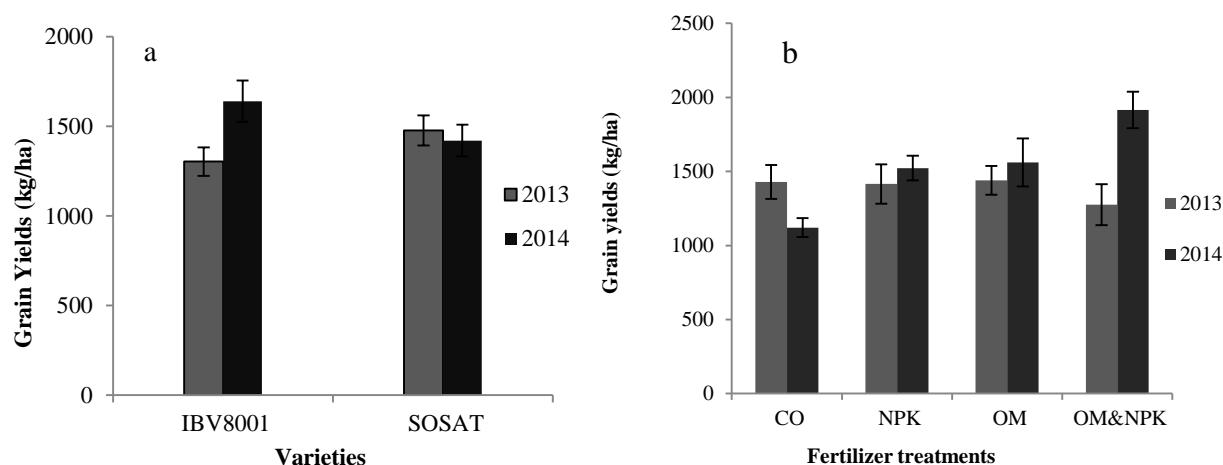 a
Grain Yields (kg/ha)
2000
1500
1000
500
0
IBV8001 SOSAT
Varieties
2013
2014
b
Grain yields (kg/ha)
2500
2000
1500
1000
500
0
CO NPK OM OM&NPK
Fertilizer treatments
2013
2014